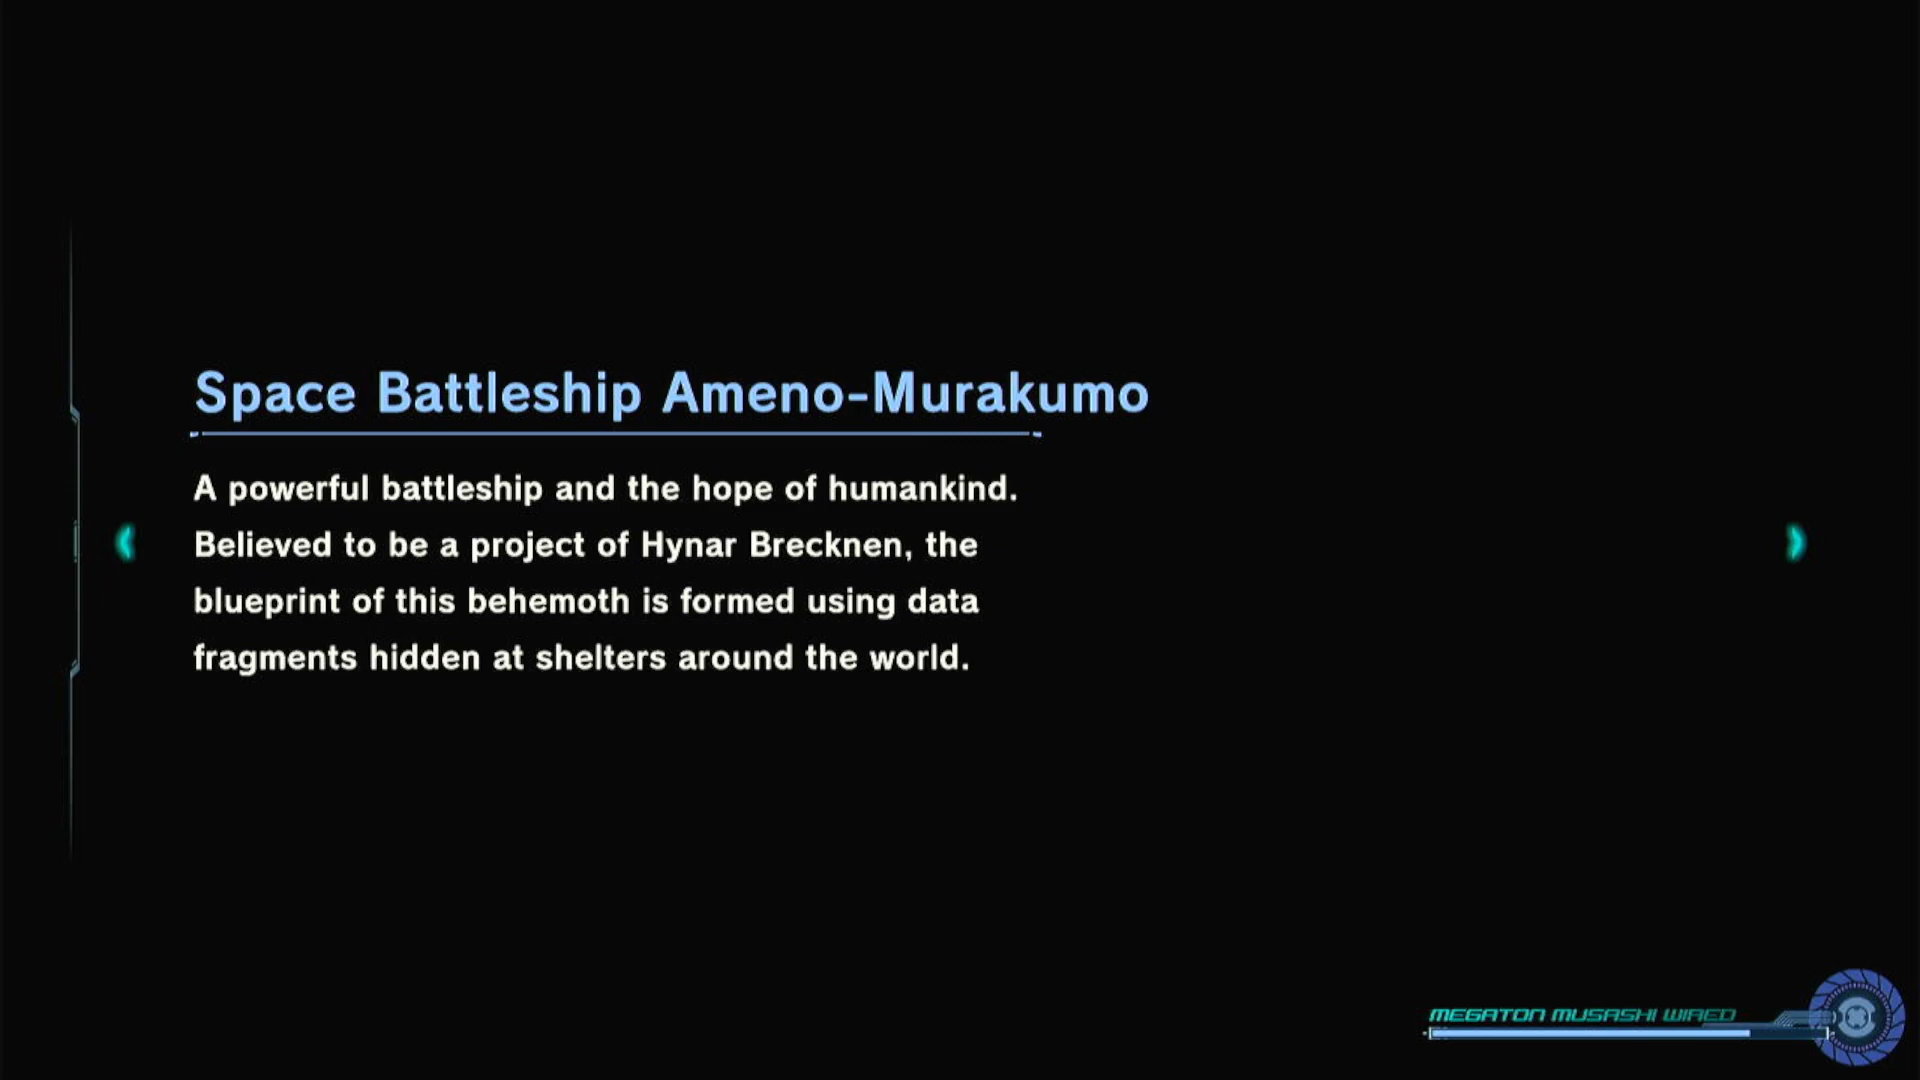 Space Battleship Ameno-Murakumo
A powerful battleship and the hope of humankind.
Believed to be a project of Hynar Brecknen, the
blueprint of this behemoth is formed using data
fragments hidden at shelters around the world.
MEGATON MUSASHI WIRED